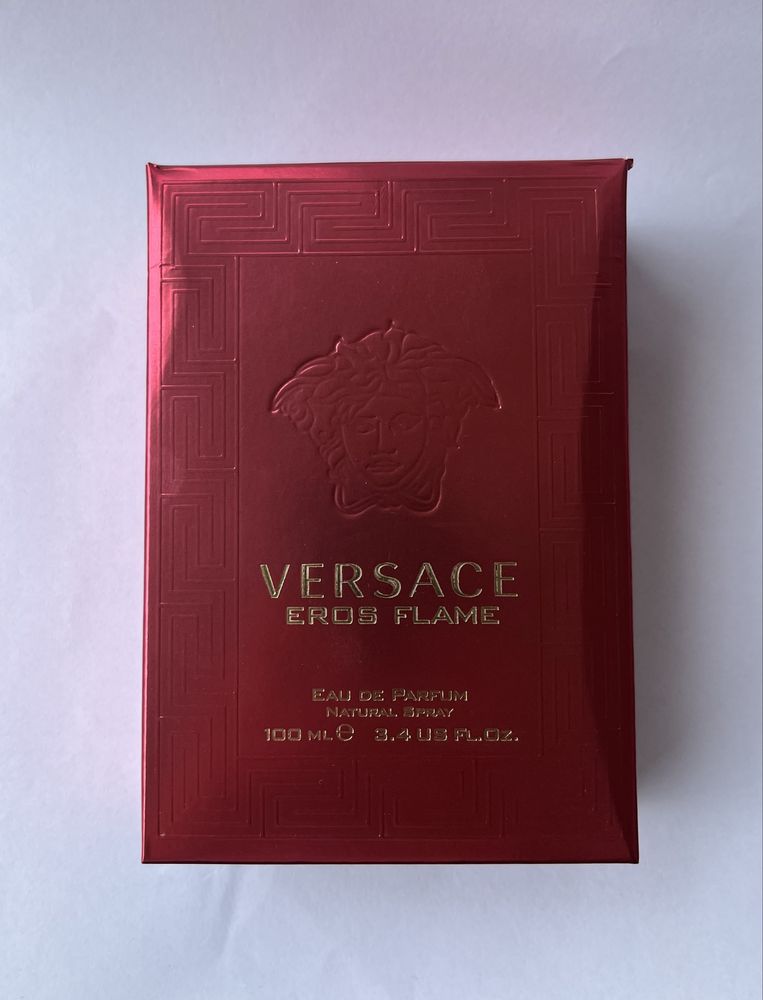 VERSACE
EROS FLAME
EAU DE PARFUM
NATURAL SPRAY
100 ML ℮ 3.4 US FL.OZ.